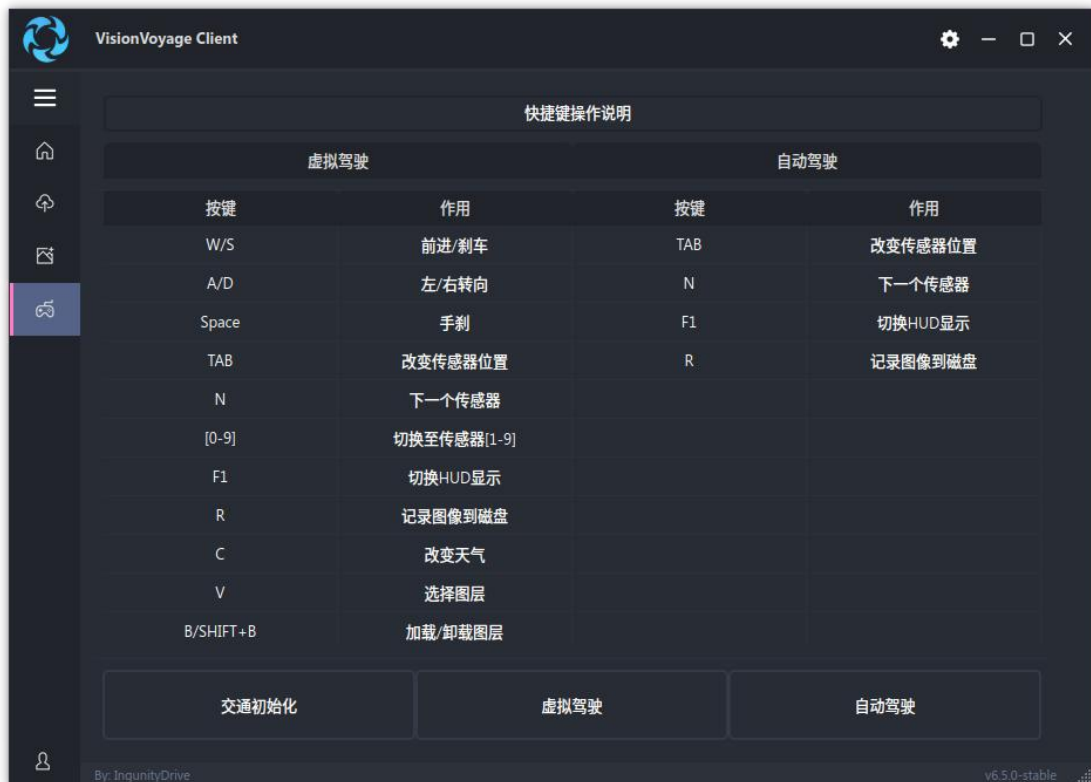 VisionVoyage Client
快捷键操作说明
虚拟驾驶 自动驾驶
按键 作用 按键 作用
W/S 前进/刹车 TAB 改变传感器位置
A/D 左/右转向 N 下一个传感器
Space 手刹 F1 切换HUD显示
TAB 改变传感器位置 R 记录图像到磁盘
N 下一个传感器
[0-9] 切换至传感器[1-9]
F1 切换HUD显示
R 记录图像到磁盘
C 改变天气
V 选择图层
B/SHIFT+B 加载/卸载图层
交通初始化 虚拟驾驶 自动驾驶
By: InqunityDrive v6.5.0-stable